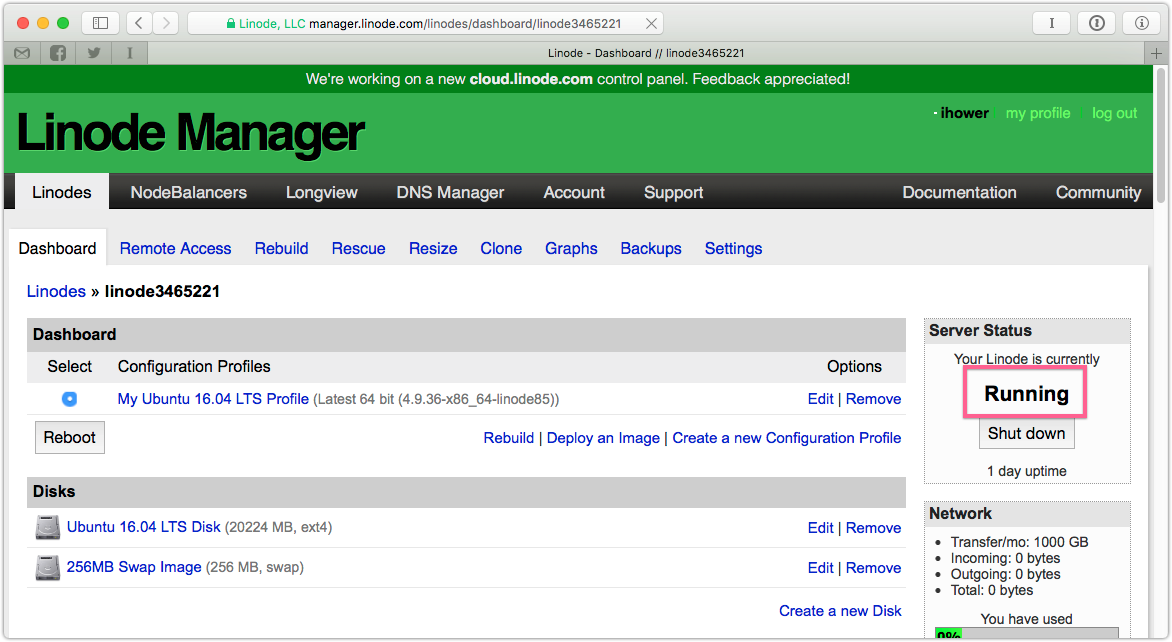 Linode, LLC manager.linode.com/linodes/dashboard/linode3465221
Linode - Dashboard // linode3465221
We're working on a new cloud.linode.com control panel. Feedback appreciated!
Linode Manager
ihower my profile log out
Linodes NodeBalancers Longview DNS Manager Account Support Documentation Community
Dashboard Remote Access Rebuild Rescue Resize Clone Graphs Backups Settings
Linodes » linode3465221
Dashboard
Select Configuration Profiles Options
My Ubuntu 16.04 LTS Profile (Latest 64 bit (4.9.36-x86_64-linode85)) Edit | Remove
Reboot Rebuild | Deploy an Image | Create a new Configuration Profile
Disks
Ubuntu 16.04 LTS Disk (20224 MB, ext4) Edit | Remove
256MB Swap Image (256 MB, swap) Edit | Remove
Create a new Disk
Server Status
Your Linode is currently
Running
Shut down
1 day uptime
Network
Transfer/mo: 1000 GB
Incoming: 0 bytes
Outgoing: 0 bytes
Total: 0 bytes
You have used
0%